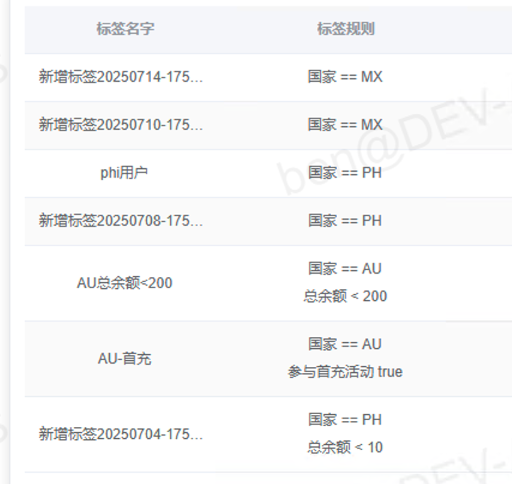 标签名字 标签规则
新增标签20250714-175... 国家 == MX
新增标签20250710-175... 国家 == MX
phi用户 国家 == PH
新增标签20250708-175... 国家 == PH
AU总余额<200 国家 == AU
总余额 < 200
AU-首充 国家 == AU
参与首充活动 true
新增标签20250704-175... 国家 == PH
总余额 < 10
ben@DEV-
DEV-